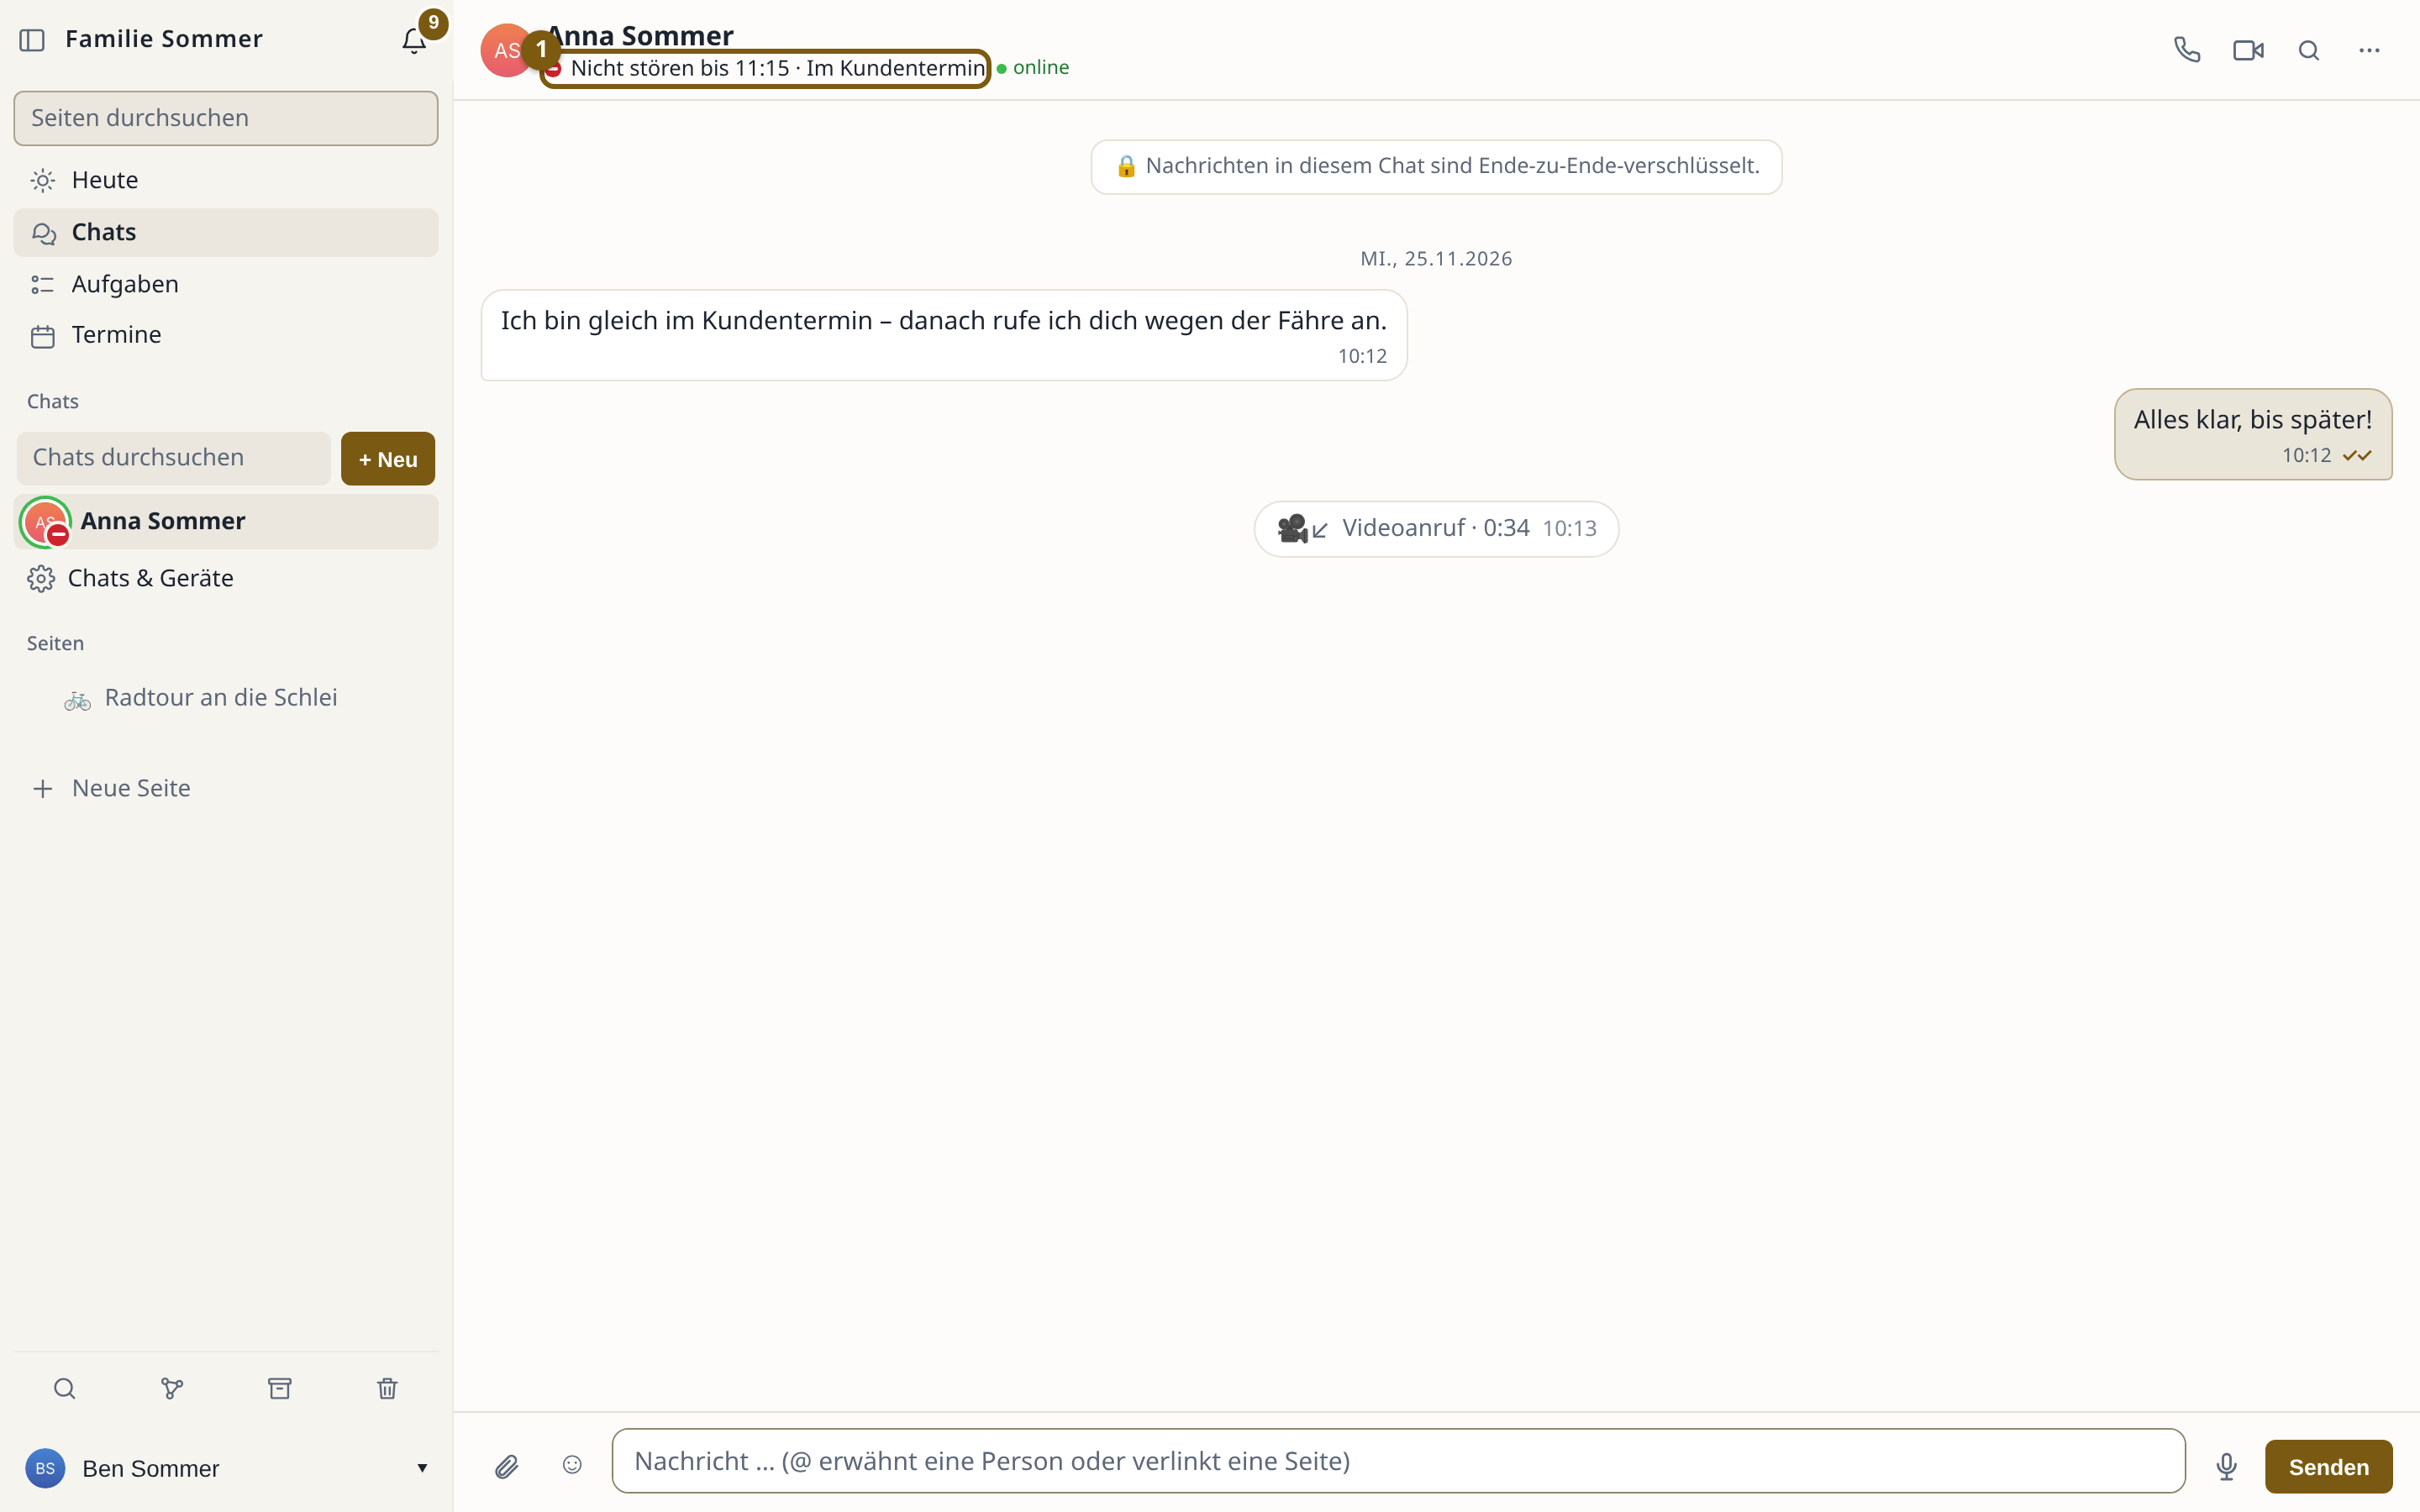 Familie Sommer
9
Seiten durchsuchen
Heute
Chats
Aufgaben
Termine
Chats
Chats durchsuchen
+ Neu
AS
Anna Sommer
Chats & Geräte
Seiten
Radtour an die Schlei
Neue Seite
BS
Ben Sommer
AS
1
Anna Sommer
Nicht stören bis 11:15 · Im Kundentermin
online
Nachrichten in diesem Chat sind Ende-zu-Ende-verschlüsselt.
MI., 25.11.2026
Ich bin gleich im Kundentermin – danach rufe ich dich wegen der Fähre an.
10:12
Alles klar, bis später!
10:12
Videoanruf · 0:34 10:13
Nachricht … (@ erwähnt eine Person oder verlinkt eine Seite)
Senden